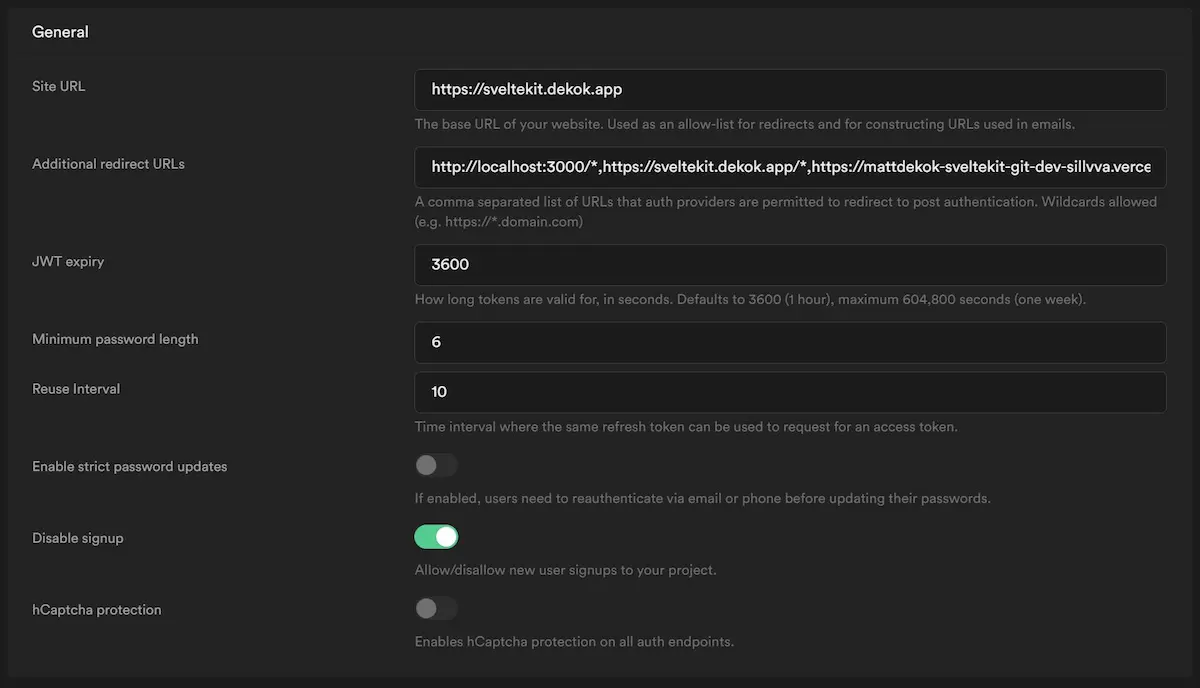 General
Site URL
https://sveltekit.dekok.app
The base URL of your website. Used as an allow-list for redirects and for constructing URLs used in emails.
Additional redirect URLs
http://localhost:3000/*,https://sveltekit.dekok.app/*,https://mattdekok-sveltekit-git-dev-sillvva.verce
A comma separated list of URLs that auth providers are permitted to redirect to post authentication. Wildcards allowed
(e.g. https://*.domain.com)
JWT expiry
3600
How long tokens are valid for, in seconds. Defaults to 3600 (1 hour), maximum 604,800 seconds (one week).
Minimum password length
6
Reuse Interval
10
Time interval where the same refresh token can be used to request for an access token.
Enable strict password updates
If enabled, users need to reauthenticate via email or phone before updating their passwords.
Disable signup
Allow/disallow new user signups to your project.
hCaptcha protection
Enables hCaptcha protection on all auth endpoints.